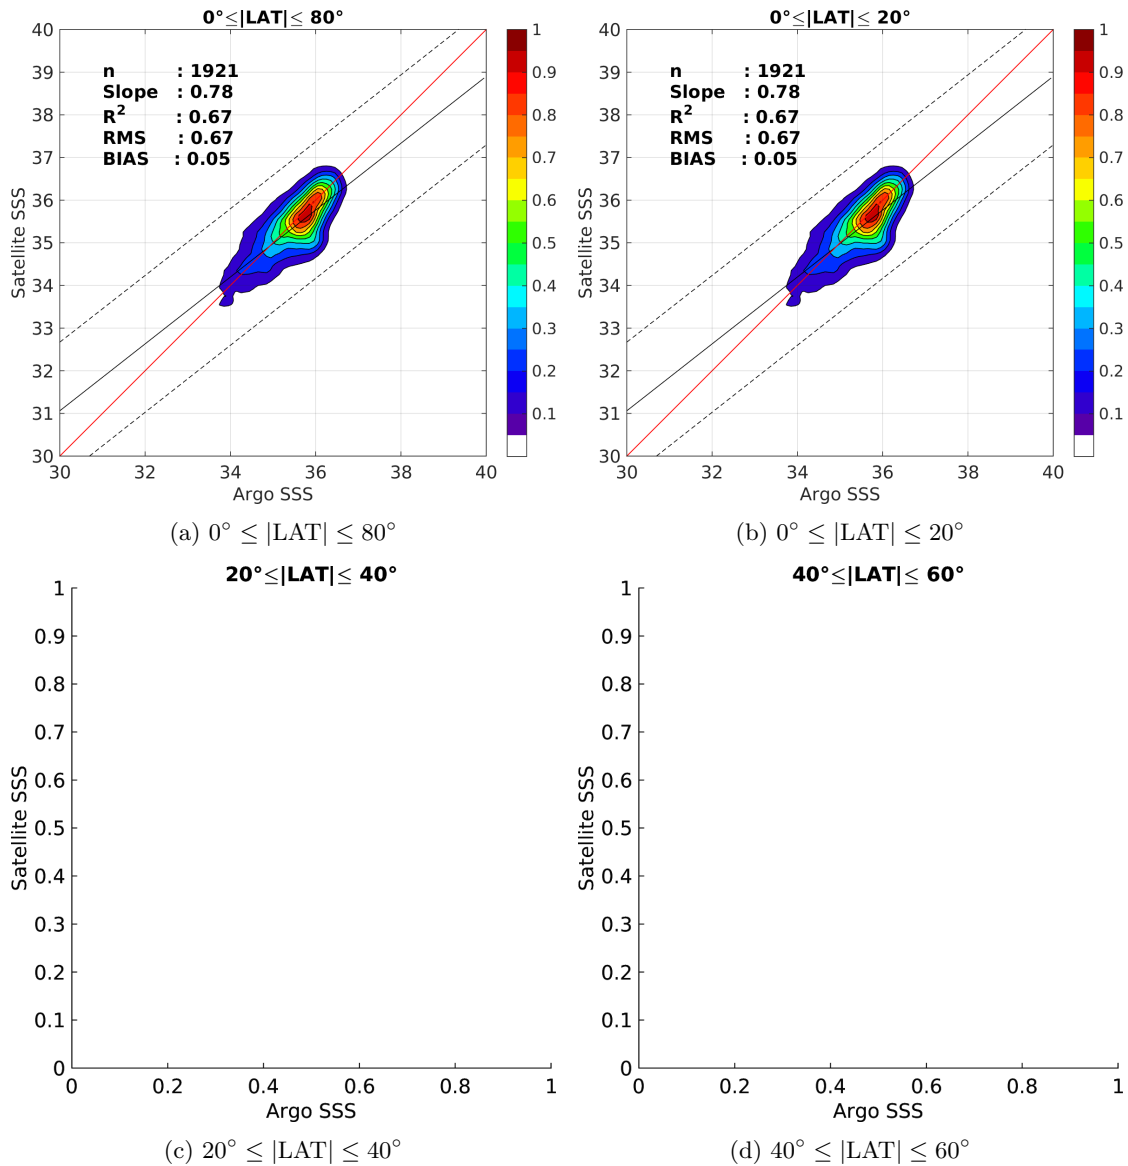 0°≤|LAT|≤ 80°
40
39
38
37
36
35
34
33
32
31
30
Satellite SSS
n : 1921
Slope : 0.78
R² : 0.67
RMS : 0.67
BIAS : 0.05
30 32 34 36 38 40
Argo SSS
1
0.9
0.8
0.7
0.6
0.5
0.4
0.3
0.2
0.1
(a) 0° ≤ |LAT| ≤ 80°
0°≤|LAT|≤ 20°
40
39
38
37
36
35
34
33
32
31
30
Satellite SSS
n : 1921
Slope : 0.78
R² : 0.67
RMS : 0.67
BIAS : 0.05
30 32 34 36 38 40
Argo SSS
1
0.9
0.8
0.7
0.6
0.5
0.4
0.3
0.2
0.1
(b) 0° ≤ |LAT| ≤ 20°
20°≤|LAT|≤ 40°
1
0.9
0.8
0.7
0.6
0.5
0.4
0.3
0.2
0.1
0
Satellite SSS
0 0.2 0.4 0.6 0.8 1
Argo SSS
(c) 20° ≤ |LAT| ≤ 40°
40°≤|LAT|≤ 60°
1
0.9
0.8
0.7
0.6
0.5
0.4
0.3
0.2
0.1
0
Satellite SSS
0 0.2 0.4 0.6 0.8 1
Argo SSS
(d) 40° ≤ |LAT| ≤ 60°